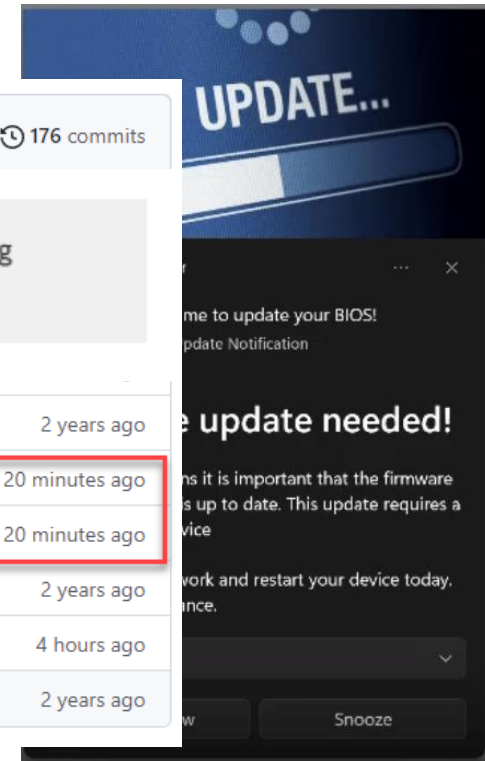 UPDATE...
176 commits
g
me to update your BIOS!
pdate Notification
2 years ago
update needed!
20 minutes ago
ns it is important that the firmware
is up to date. This update requires a
20 minutes ago
vice
2 years ago
work and restart your device today.
ance.
4 hours ago
2 years ago
w
Snooze